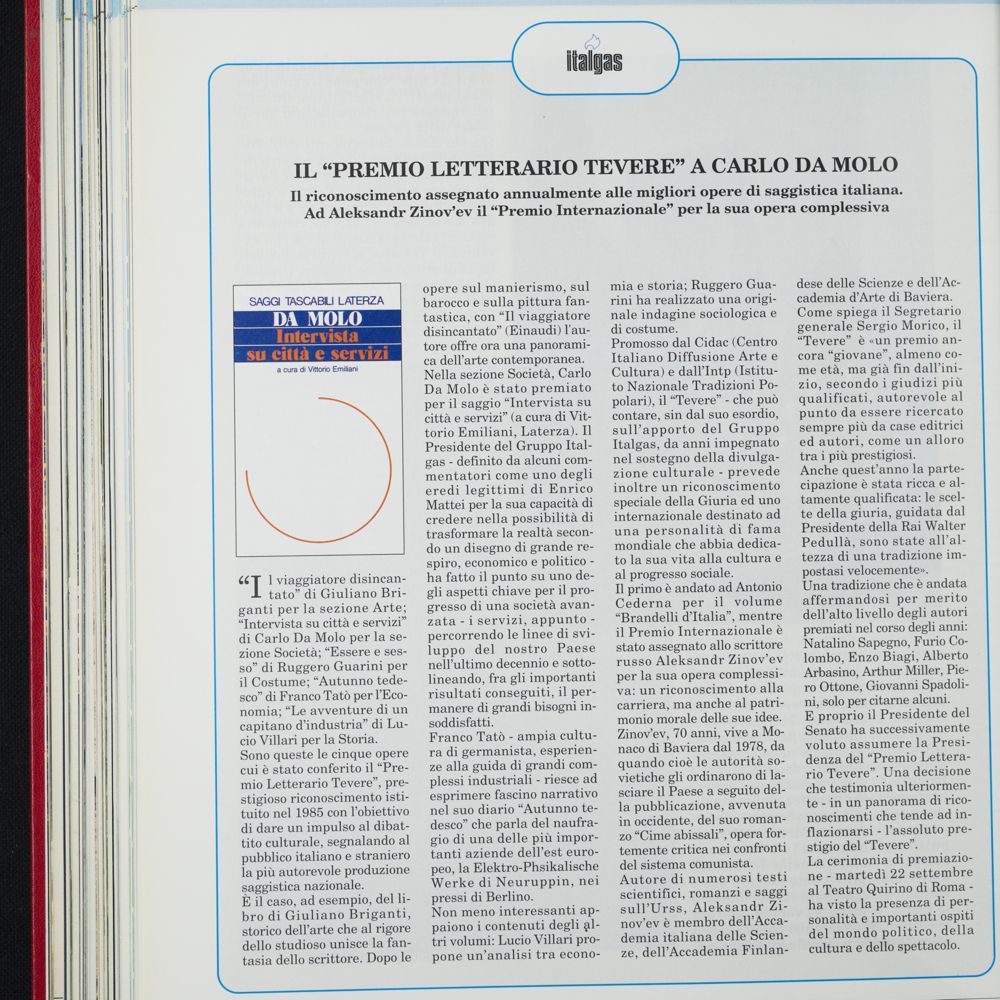 italgas
IL “PREMIO LETTERARIO TEVERE” A CARLO DA MOLO
Il riconoscimento assegnato annualmente alle migliori opere di saggistica italiana.
Ad Aleksandr Zinov'ev il “Premio Internazionale” per la sua opera complessiva
SAGGI TASCABILI LATERZA
DA MOLO
Intervista
su città e servizi
a cura di Vittorio Emiliani
“Il viaggiatore disincan-
tato” di Giuliano Bri-
ganti per la sezione Arte;
“Intervista su città e servizi”
di Carlo Da Molo per la se-
zione Società; “Essere e ses-
so” di Ruggero Guarini per
il Costume; “Autunno tede-
sco” di Franco Tatò per l'Eco-
nomia; “Le avventure di un
capitano d'industria” di Lu-
cio Villari per la Storia.
Sono queste le cinque opere
cui è stato conferito il “Pre-
mio Letterario Tevere”, pre-
stigioso riconoscimento isti-
tuito nel 1985 con l'obiettivo
di dare un impulso al dibat-
tito culturale, segnalando al
pubblico italiano e straniero
la più autorevole produzione
saggistica nazionale.
È il caso, ad esempio, del li-
bro di Giuliano Briganti,
storico dell'arte che al rigore
dello studioso unisce la fan-
tasia dello scrittore. Dopo le
opere sul manierismo, sul
barocco e sulla pittura fan-
tastica, con “Il viaggiatore
disincantato” (Einaudi) l'au-
tore offre ora una panorami-
ca dell'arte contemporanea.
Nella sezione Società, Carlo
Da Molo è stato premiato
per il saggio “Intervista su
città e servizi” (a cura di Vit-
torio Emiliani, Laterza). Il
Presidente del Gruppo Ital-
gas - definito da alcuni com-
mentatori come uno degli
eredi legittimi di Enrico
Mattei per la sua capacità di
credere nella possibilità di
trasformare la realtà secon-
do un disegno di grande re-
spiro, economico e politico -
ha fatto il punto su uno de-
gli aspetti chiave per il pro-
gresso di una società avan-
zata - i servizi, appunto -
percorrendo le linee di svi-
luppo del nostro Paese
nell'ultimo decennio e sotto-
lineando, fra gli importanti
risultati conseguiti, il per-
manere di grandi bisogni in-
soddisfatti.
Franco Tatò - ampia cultu-
ra di germanista, esperien-
ze alla guida di grandi com-
plessi industriali - riesce ad
esprimere fascino narrativo
nel suo diario “Autunno te-
desco” che parla del naufra-
gio di una delle più impor-
tanti aziende dell'est euro-
peo, la Elektro-Phsikalische
Werke di Neuruppin, nei
pressi di Berlino.
Non meno interessanti ap-
paiono i contenuti degli al-
tri volumi: Lucio Villari pro-
pone un'analisi tra econo-
mia e storia; Ruggero Gua-
rini ha realizzato una origi-
nale indagine sociologica e
di costume.
Promosso dal Cidac (Centro
Italiano Diffusione Arte e
Cultura) e dall'Intp (Istitu-
to Nazionale Tradizioni Po-
polari), il “Tevere” - che può
contare, sin dal suo esordio,
sull'apporto del Gruppo
Italgas, da anni impegnato
nel sostegno della divulga-
zione culturale - prevede
inoltre un riconoscimento
speciale della Giuria ed uno
internazionale destinato ad
una personalità di fama
mondiale che abbia dedica-
to la sua vita alla cultura e
al progresso sociale.
Il primo è andato ad Antonio
Cederna per il volume
“Brandelli d'Italia”, mentre
il Premio Internazionale è
stato assegnato allo scrittore
russo Aleksandr Zinov'ev
per la sua opera complessi-
va: un riconoscimento alla
carriera, ma anche al patri-
monio morale delle sue idee.
Zinov'ev, 70 anni, vive a Mo-
naco di Baviera dal 1978, da
quando cioè le autorità so-
vietiche gli ordinarono di la-
sciare il Paese a seguito del-
la pubblicazione, avvenuta
in occidente, del suo roman-
zo “Cime abissali”, opera for-
temente critica nei confronti
del sistema comunista.
Autore di numerosi testi
scientifici, romanzi e saggi
sull'Urss, Aleksandr Zi-
nov'ev è membro dell'Acca-
demia italiana delle Scien-
ze, dell'Accademia Finlan-
dese delle Scienze e dell'Ac-
cademia d'Arte di Baviera.
Come spiega il Segretario
generale Sergio Morico, il
“Tevere” è «un premio an-
cora “giovane”, almeno co-
me età, ma già fin dall'ini-
zio, secondo i giudizi più
qualificati, autorevole al
punto da essere ricercato
sempre più da case editrici
ed autori, come un alloro
tra i più prestigiosi.
Anche quest'anno la parte-
cipazione è stata ricca e al-
tamente qualificata: le scel-
te della giuria, guidata dal
Presidente della Rai Walter
Pedullà, sono state all'al-
tezza di una tradizione im-
postasi velocemente».
Una tradizione che è andata
affermandosi per merito
dell'alto livello degli autori
premiati nel corso degli anni:
Natalino Sapegno, Furio Co-
lombo, Enzo Biagi, Alberto
Arbasino, Arthur Miller, Pie-
ro Ottone, Giovanni Spadoli-
ni, solo per citarne alcuni.
E proprio il Presidente del
Senato ha successivamente
voluto assumere la Presi-
denza del “Premio Lettera-
rio Tevere”. Una decisione
che testimonia ulteriormen-
te - in un panorama di rico-
noscimenti che tende ad in-
flazionarsi - l'assoluto pre-
stigio del “Tevere”.
La cerimonia di premiazio-
ne - martedì 22 settembre
al Teatro Quirino di Roma -
ha visto la presenza di per-
sonalità e importanti ospiti
del mondo politico, della
cultura e dello spettacolo.